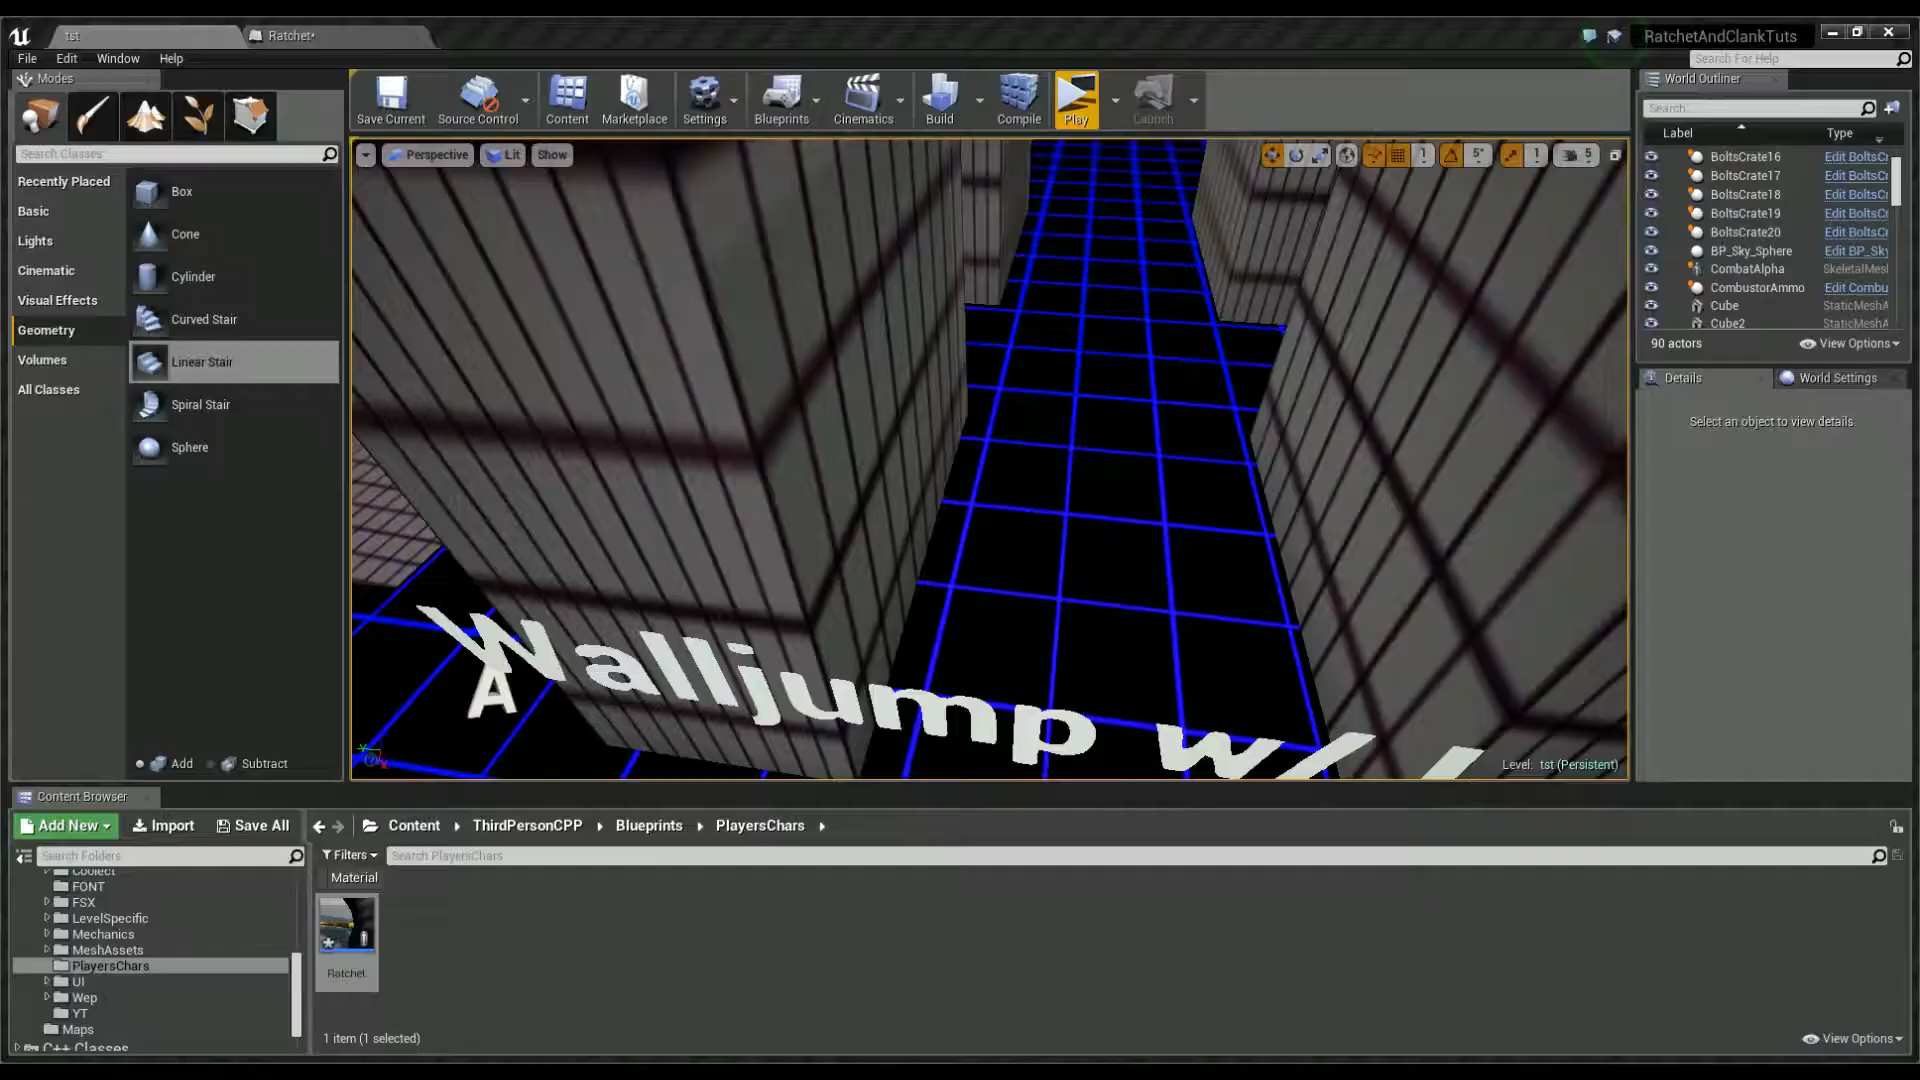 tst
Ratchet*
RatchetAndClankTuts
File Edit Window Help
Search For Help
Modes
Save Current
Source Control
Content
Marketplace
Settings
Blueprints
Cinematics
Build
Compile
Play
Launch
World Outliner
Search...
Label Type
BoltsCrate16 Edit BoltsCr
BoltsCrate17 Edit BoltsCr
BoltsCrate18 Edit BoltsCr
BoltsCrate19 Edit BoltsCr
BoltsCrate20 Edit BoltsCr
BP_Sky_Sphere Edit BP_Sky
CombatAlpha SkeletalMesh
CombustorAmmo Edit Combu
Cube StaticMeshA
Cube2 StaticMeshA
90 actors View Options
Search Classes
Recently Placed
Basic
Lights
Cinematic
Visual Effects
Geometry
Volumes
All Classes
Box
Cone
Cylinder
Curved Stair
Linear Stair
Spiral Stair
Sphere
Add Subtract
Perspective Lit Show
1 5° 1 5
Walljump w/
A
Level: tst (Persistent)
Details World Settings
Select an object to view details.
Content Browser
Add New Import Save All
Content ThirdPersonCPP Blueprints PlayersChars
Search Folders
Filters Search PlayersChars
Material
FONT
FSX
LevelSpecific
Mechanics
MeshAssets
PlayersChars
UI
Wep
YT
Maps
C++ Classes
Ratchet
1 item (1 selected)
View Options